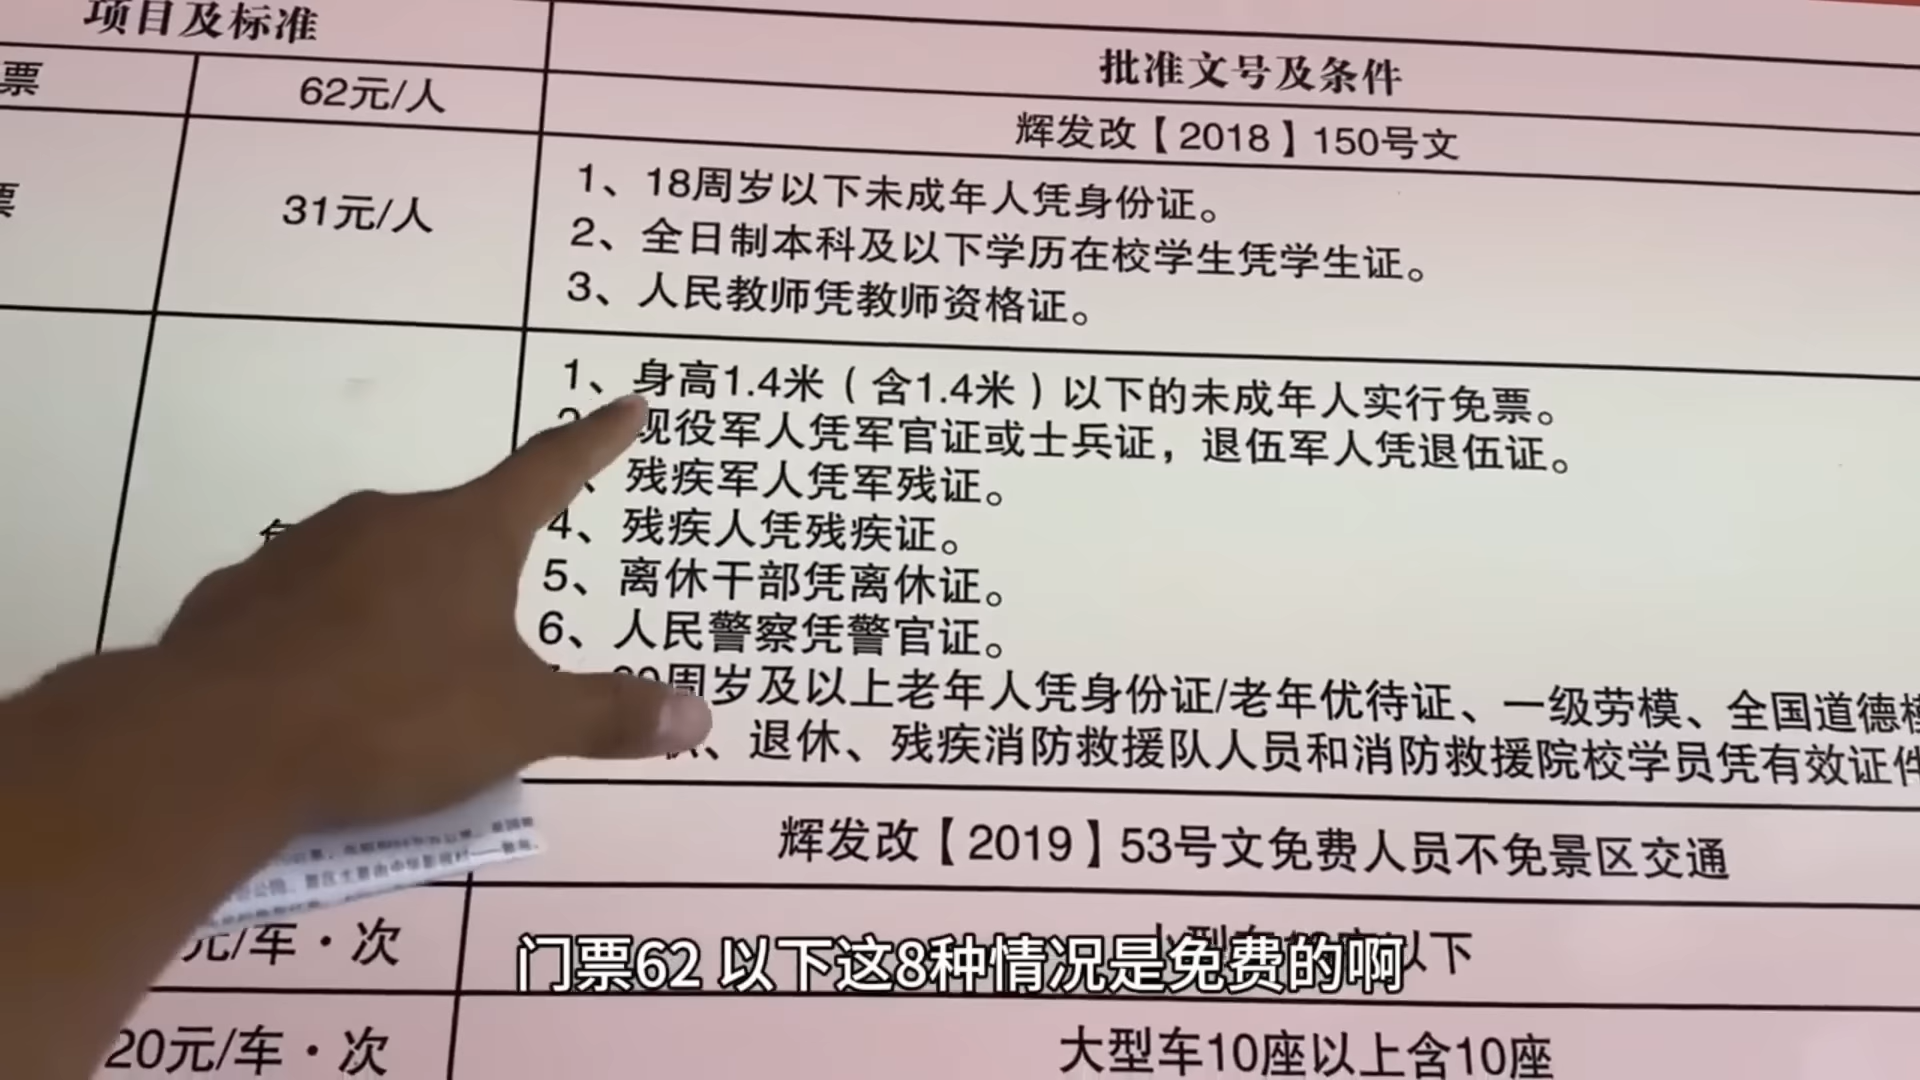 项目及标准
批准文号及条件
票
62元/人
辉发改【2018】150号文
票
31元/人
1、18周岁以下未成年人凭身份证。
2、全日制本科及以下学历在校学生凭学生证。
3、人民教师凭教师资格证。
1、身高1.4米（含1.4米）以下的未成年人实行免票。
现役军人凭军官证或士兵证，退伍军人凭退伍证。
、残疾军人凭军残证。
4、残疾人凭残疾证。
5、离休干部凭离休证。
6、人民警察凭警官证。
周岁及以上老年人凭身份证/老年优待证、一级劳模、全国道德
、退休、残疾消防救援队人员和消防救援院校学员凭有效证件
辉发改【2019】53号文免费人员不免景区交通
元/车·次
以下
门票62 以下这8种情况是免费的啊
20元/车·次
大型车10座以上含10座